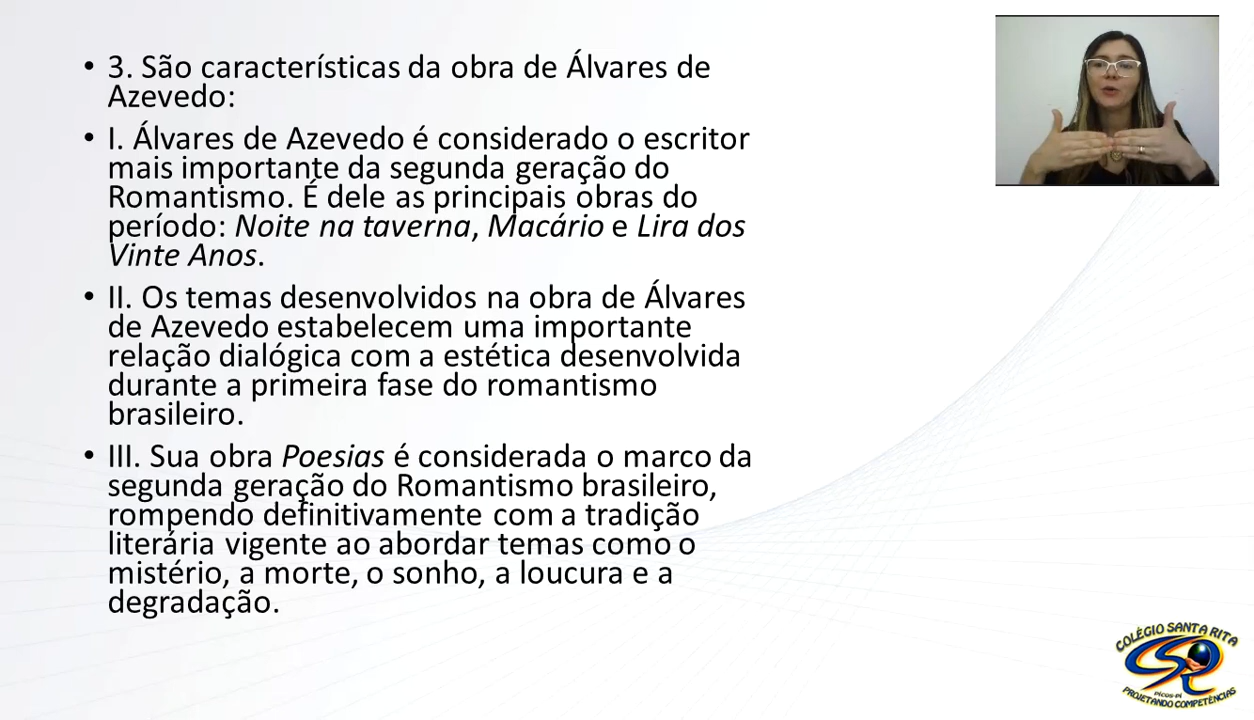 • 3. São características da obra de Álvares de
Azevedo:
• I. Álvares de Azevedo é considerado o escritor
mais importante da segunda geração do
Romantismo. É dele as principais obras do
período: Noite na taverna, Macário e Lira dos
Vinte Anos.
• II. Os temas desenvolvidos na obra de Álvares
de Azevedo estabelecem uma importante
relação dialógica com a estética desenvolvida
durante a primeira fase do romantismo
brasileiro.
• III. Sua obra Poesias é considerada o marco da
segunda geração do Romantismo brasileiro,
rompendo definitivamente com a tradição
literária vigente ao abordar temas como o
mistério, a morte, o sonho, a loucura e a
degradação.
COLÉGIO SANTA RITA
PICOS-PI
PROJETANDO COMPETÊNCIAS